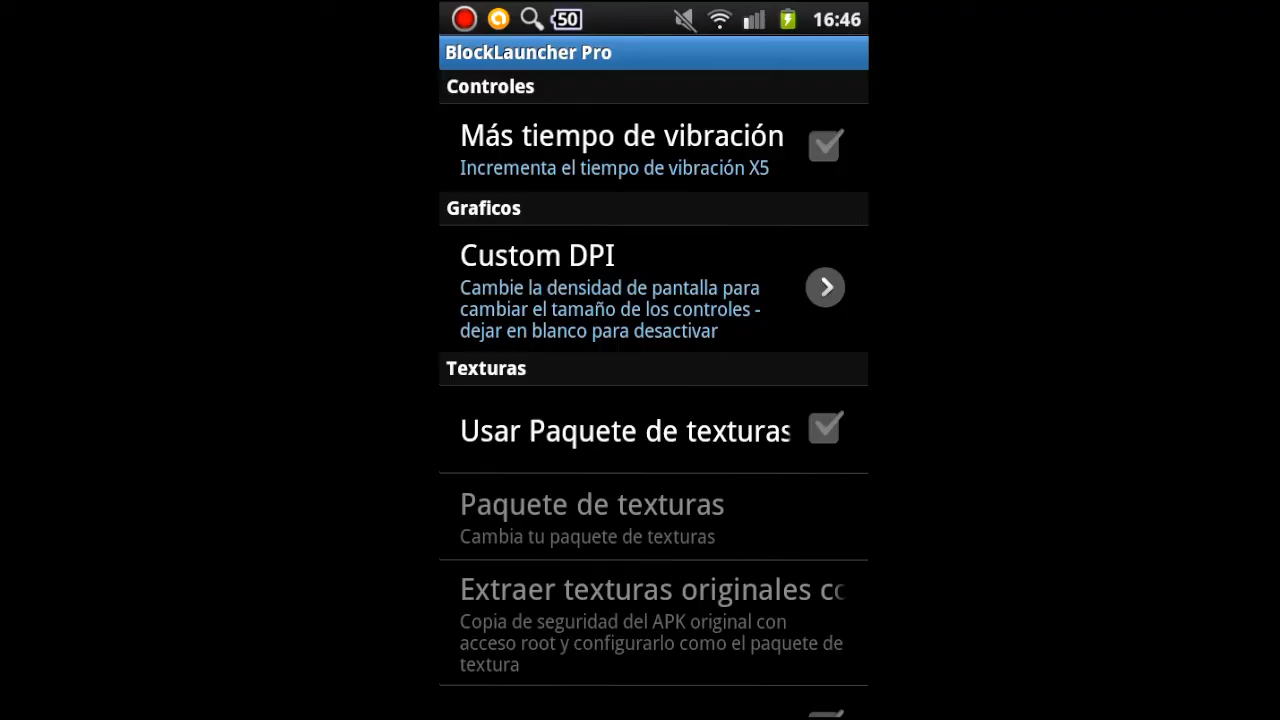 50
16:46
BlockLauncher Pro
Controles
Más tiempo de vibración
Incrementa el tiempo de vibración X5
Graficos
Custom DPI
Cambie la densidad de pantalla para
cambiar el tamaño de los controles -
dejar en blanco para desactivar
Texturas
Usar Paquete de texturas
Paquete de texturas
Cambia tu paquete de texturas
Extraer texturas originales co
Copia de seguridad del APK original con
acceso root y configurarlo como el paquete de
textura